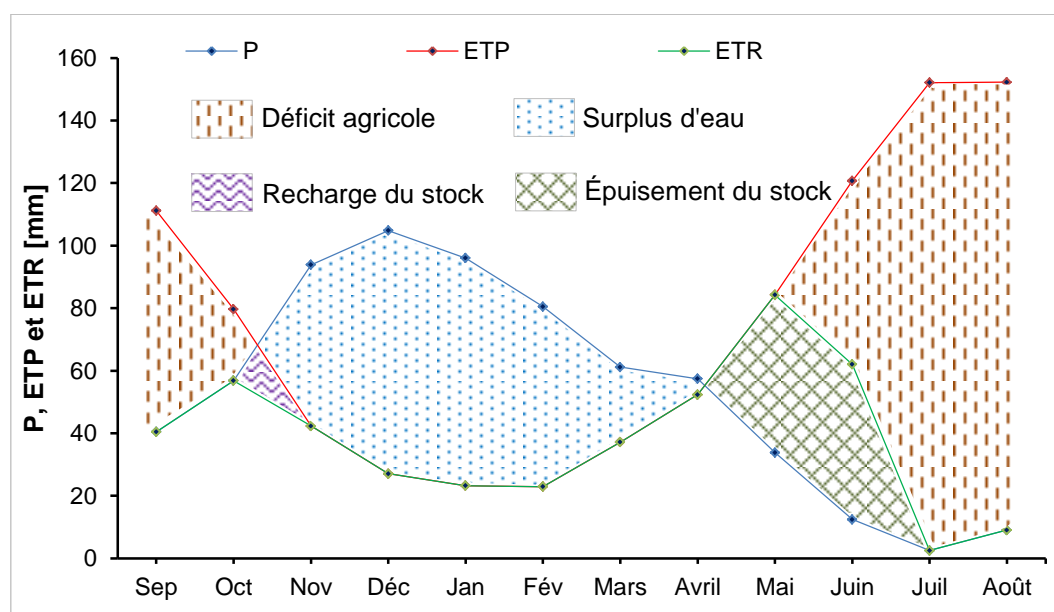 P ETP ETR
160
140
120
100
80
60
40
20
0
P, ETP et ETR [mm]
Déficit agricole Surplus d'eau
Recharge du stock Épuisement du stock
Sep Oct Nov Déc Jan Fév Mars Avril Mai Juin Juil Août